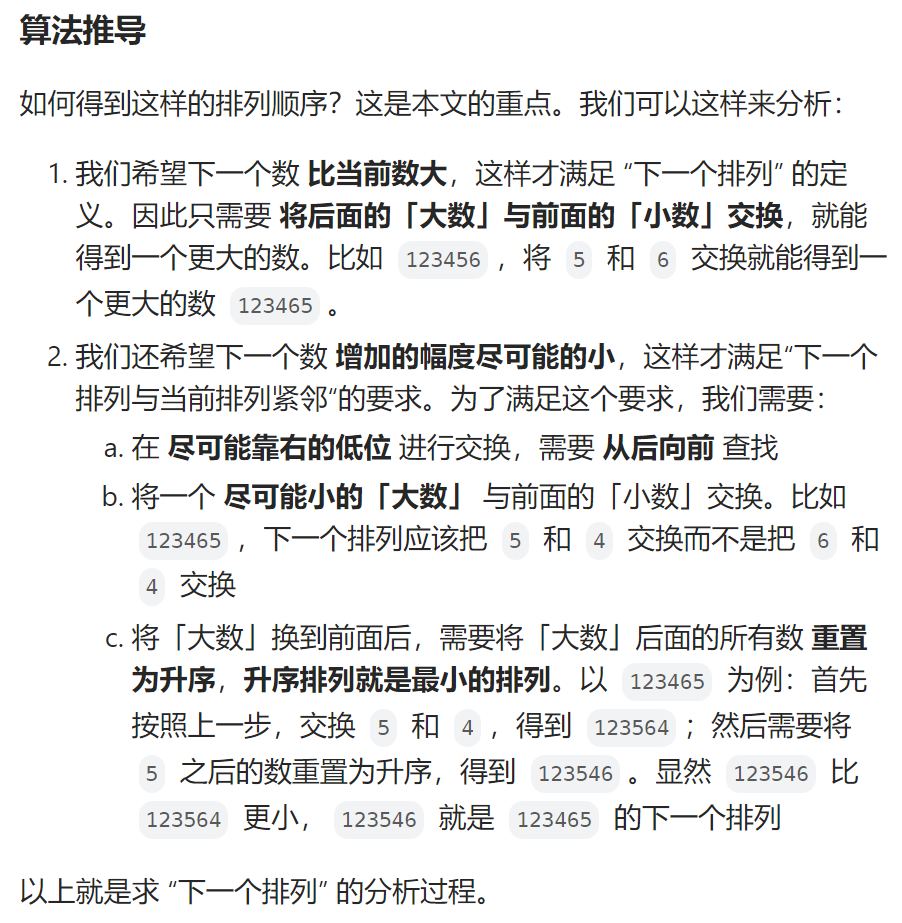 算法推导
如何得到这样的排列顺序？这是本文的重点。我们可以这样来分析：
1. 我们希望下一个数 比当前数大，这样才满足 “下一个排列” 的定
义。因此只需要 将后面的「大数」与前面的「小数」交换，就能
得到一个更大的数。比如 123456 ，将 5 和 6 交换就能得到一
个更大的数 123465 。
2. 我们还希望下一个数 增加的幅度尽可能的小，这样才满足“下一个
排列与当前排列紧邻“的要求。为了满足这个要求，我们需要：
a. 在 尽可能靠右的低位 进行交换，需要 从后向前 查找
b. 将一个 尽可能小的「大数」 与前面的「小数」交换。比如
123465 ，下一个排列应该把 5 和 4 交换而不是把 6 和
4 交换
c. 将「大数」换到前面后，需要将「大数」后面的所有数 重置
为升序，升序排列就是最小的排列。以 123465 为例：首先
按照上一步，交换 5 和 4 ，得到 123564 ；然后需要将
5 之后的数重置为升序，得到 123546 。显然 123546 比
123564 更小， 123546 就是 123465 的下一个排列
以上就是求 “下一个排列” 的分析过程。